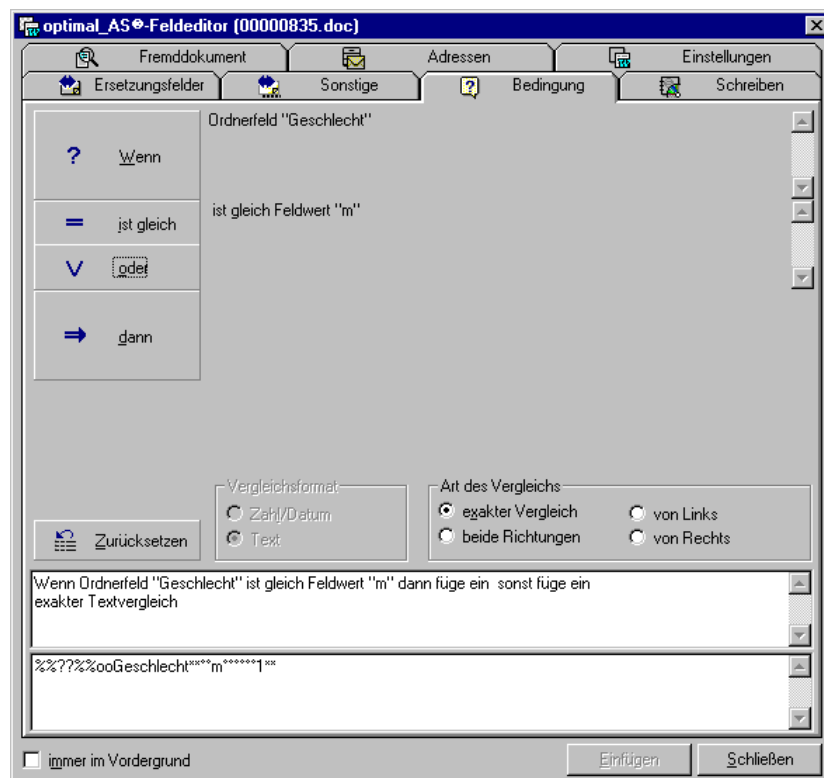 optimal_AS®-Feldeditor (00000835.doc)
Fremddokument Adressen Einstellungen
Ersetzungsfelder Sonstige Bedingung Schreiben
? Wenn
Ordnerfeld "Geschlecht"
= ist gleich
ist gleich Feldwert "m"
V oder
⇒ dann
Vergleichsformat
Zahl/Datum
Text
Art des Vergleichs
exakter Vergleich
von Links
beide Richtungen
von Rechts
Zurücksetzen
Wenn Ordnerfeld "Geschlecht" ist gleich Feldwert "m" dann füge ein  sonst füge ein
exakter Textvergleich
%%??%%ooGeschlecht****m******1**
immer im Vordergrund
Einfügen
Schließen